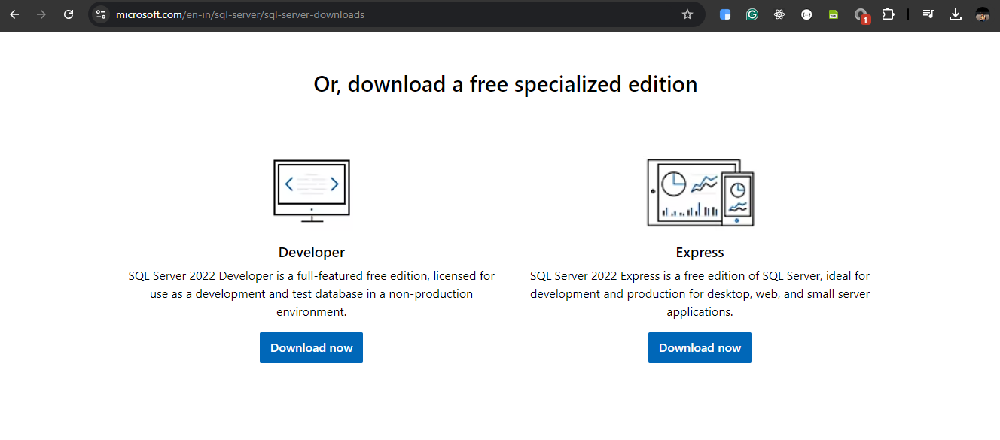 microsoft.com/en-in/sql-server/sql-server-downloads
1
Or, download a free specialized edition
Developer
SQL Server 2022 Developer is a full-featured free edition, licensed for
use as a development and test database in a non-production
environment.
Download now
Express
SQL Server 2022 Express is a free edition of SQL Server, ideal for
development and production for desktop, web, and small server
applications.
Download now